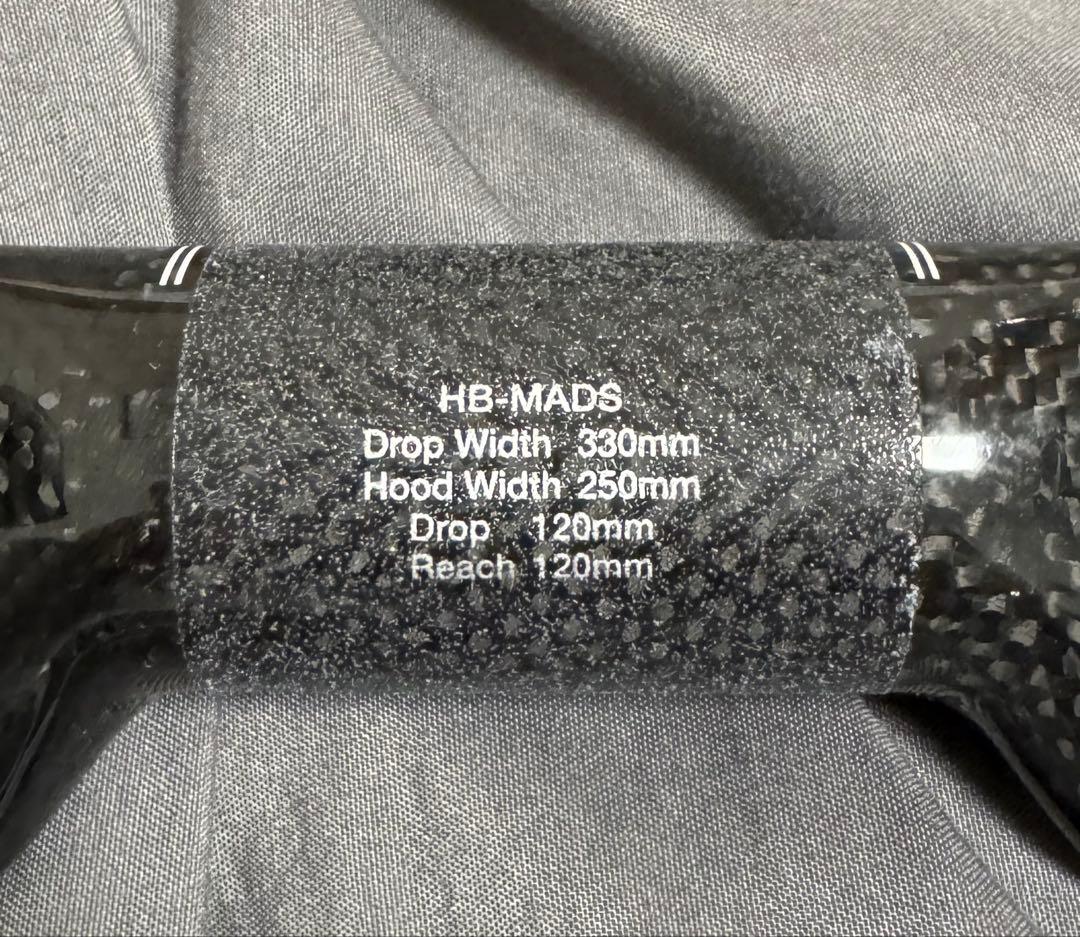 HB-MADS
Drop Width 330mm
Hood Width 250mm
Drop 120mm
Reach 120mm